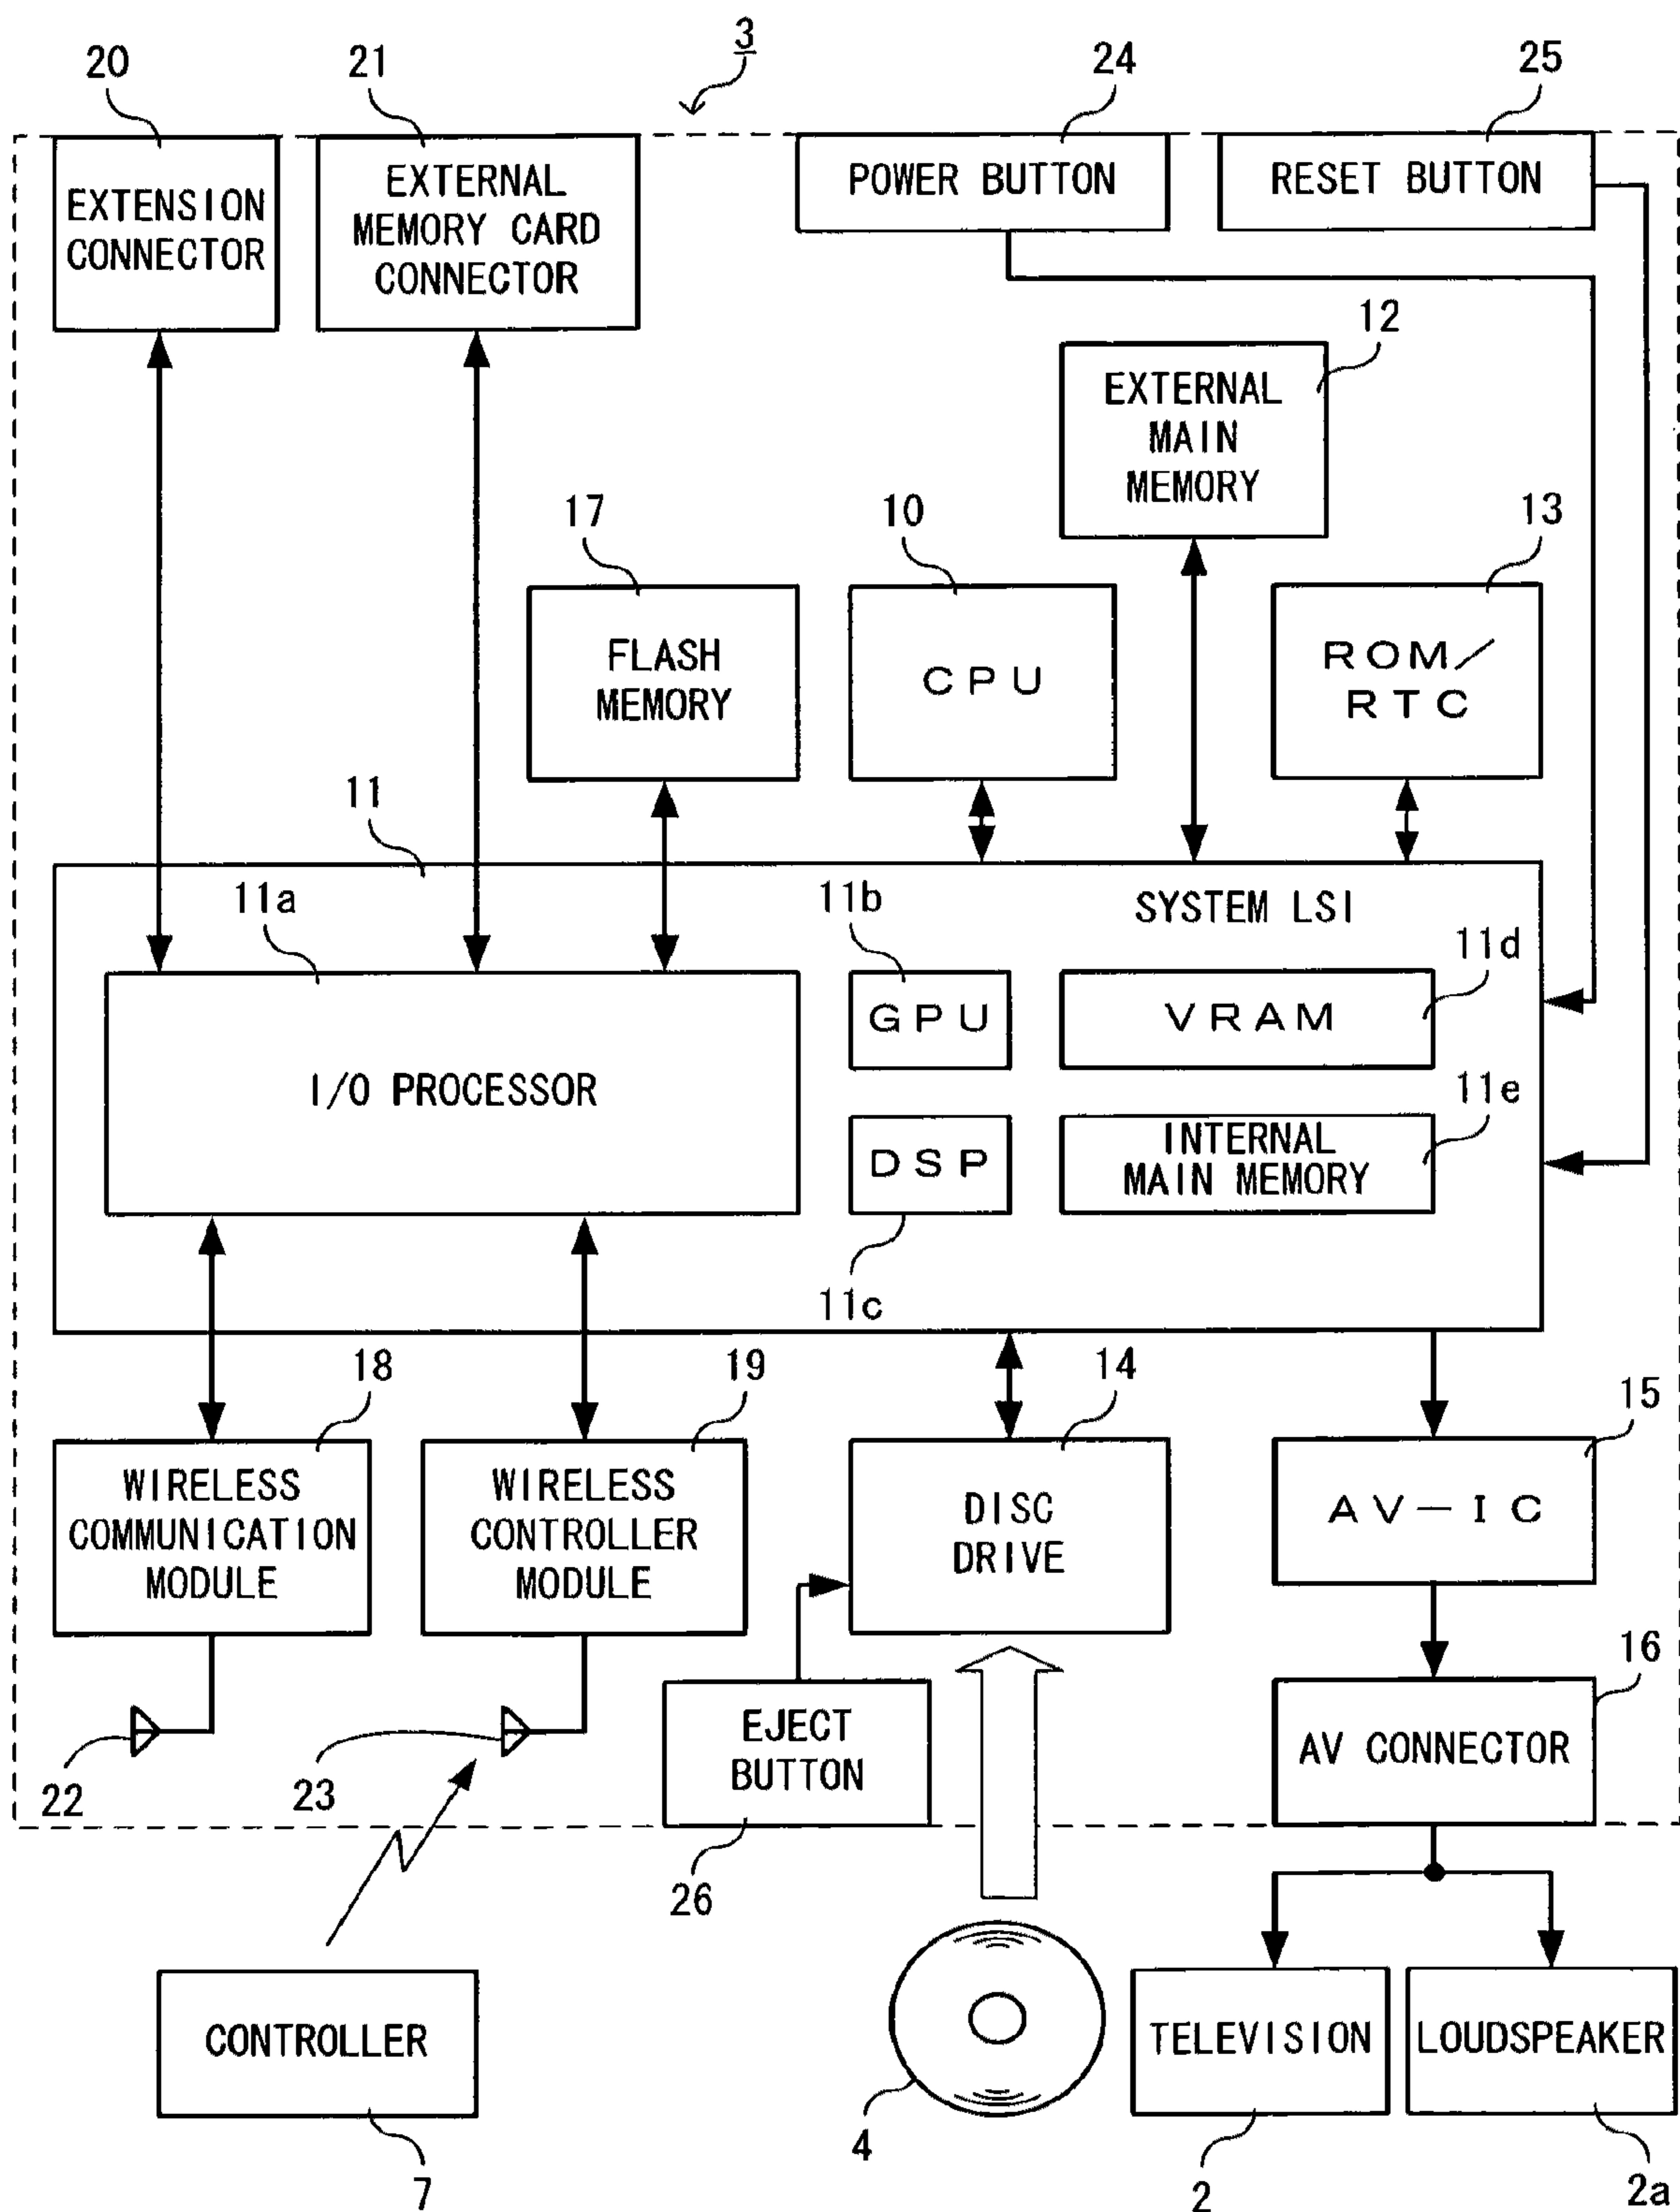 3
20
21
24
25
EXTENSION
CONNECTOR
EXTERNAL
MEMORY CARD
CONNECTOR
POWER BUTTON
RESET BUTTON
12
EXTERNAL
MAIN
MEMORY
17
10
13
FLASH
MEMORY
CPU
ROM/
RTC
11
SYSTEM LSI
11a
11b
11d
I/O PROCESSOR
GPU
VRAM
11e
DSP
INTERNAL
MAIN MEMORY
11c
18
19
14
15
WIRELESS
COMMUNICATION
MODULE
WIRELESS
CONTROLLER
MODULE
DISC
DRIVE
AV-IC
16
22
23
EJECT
BUTTON
AV CONNECTOR
26
CONTROLLER
TELEVISION
LOUDSPEAKER
7
4
2
2a